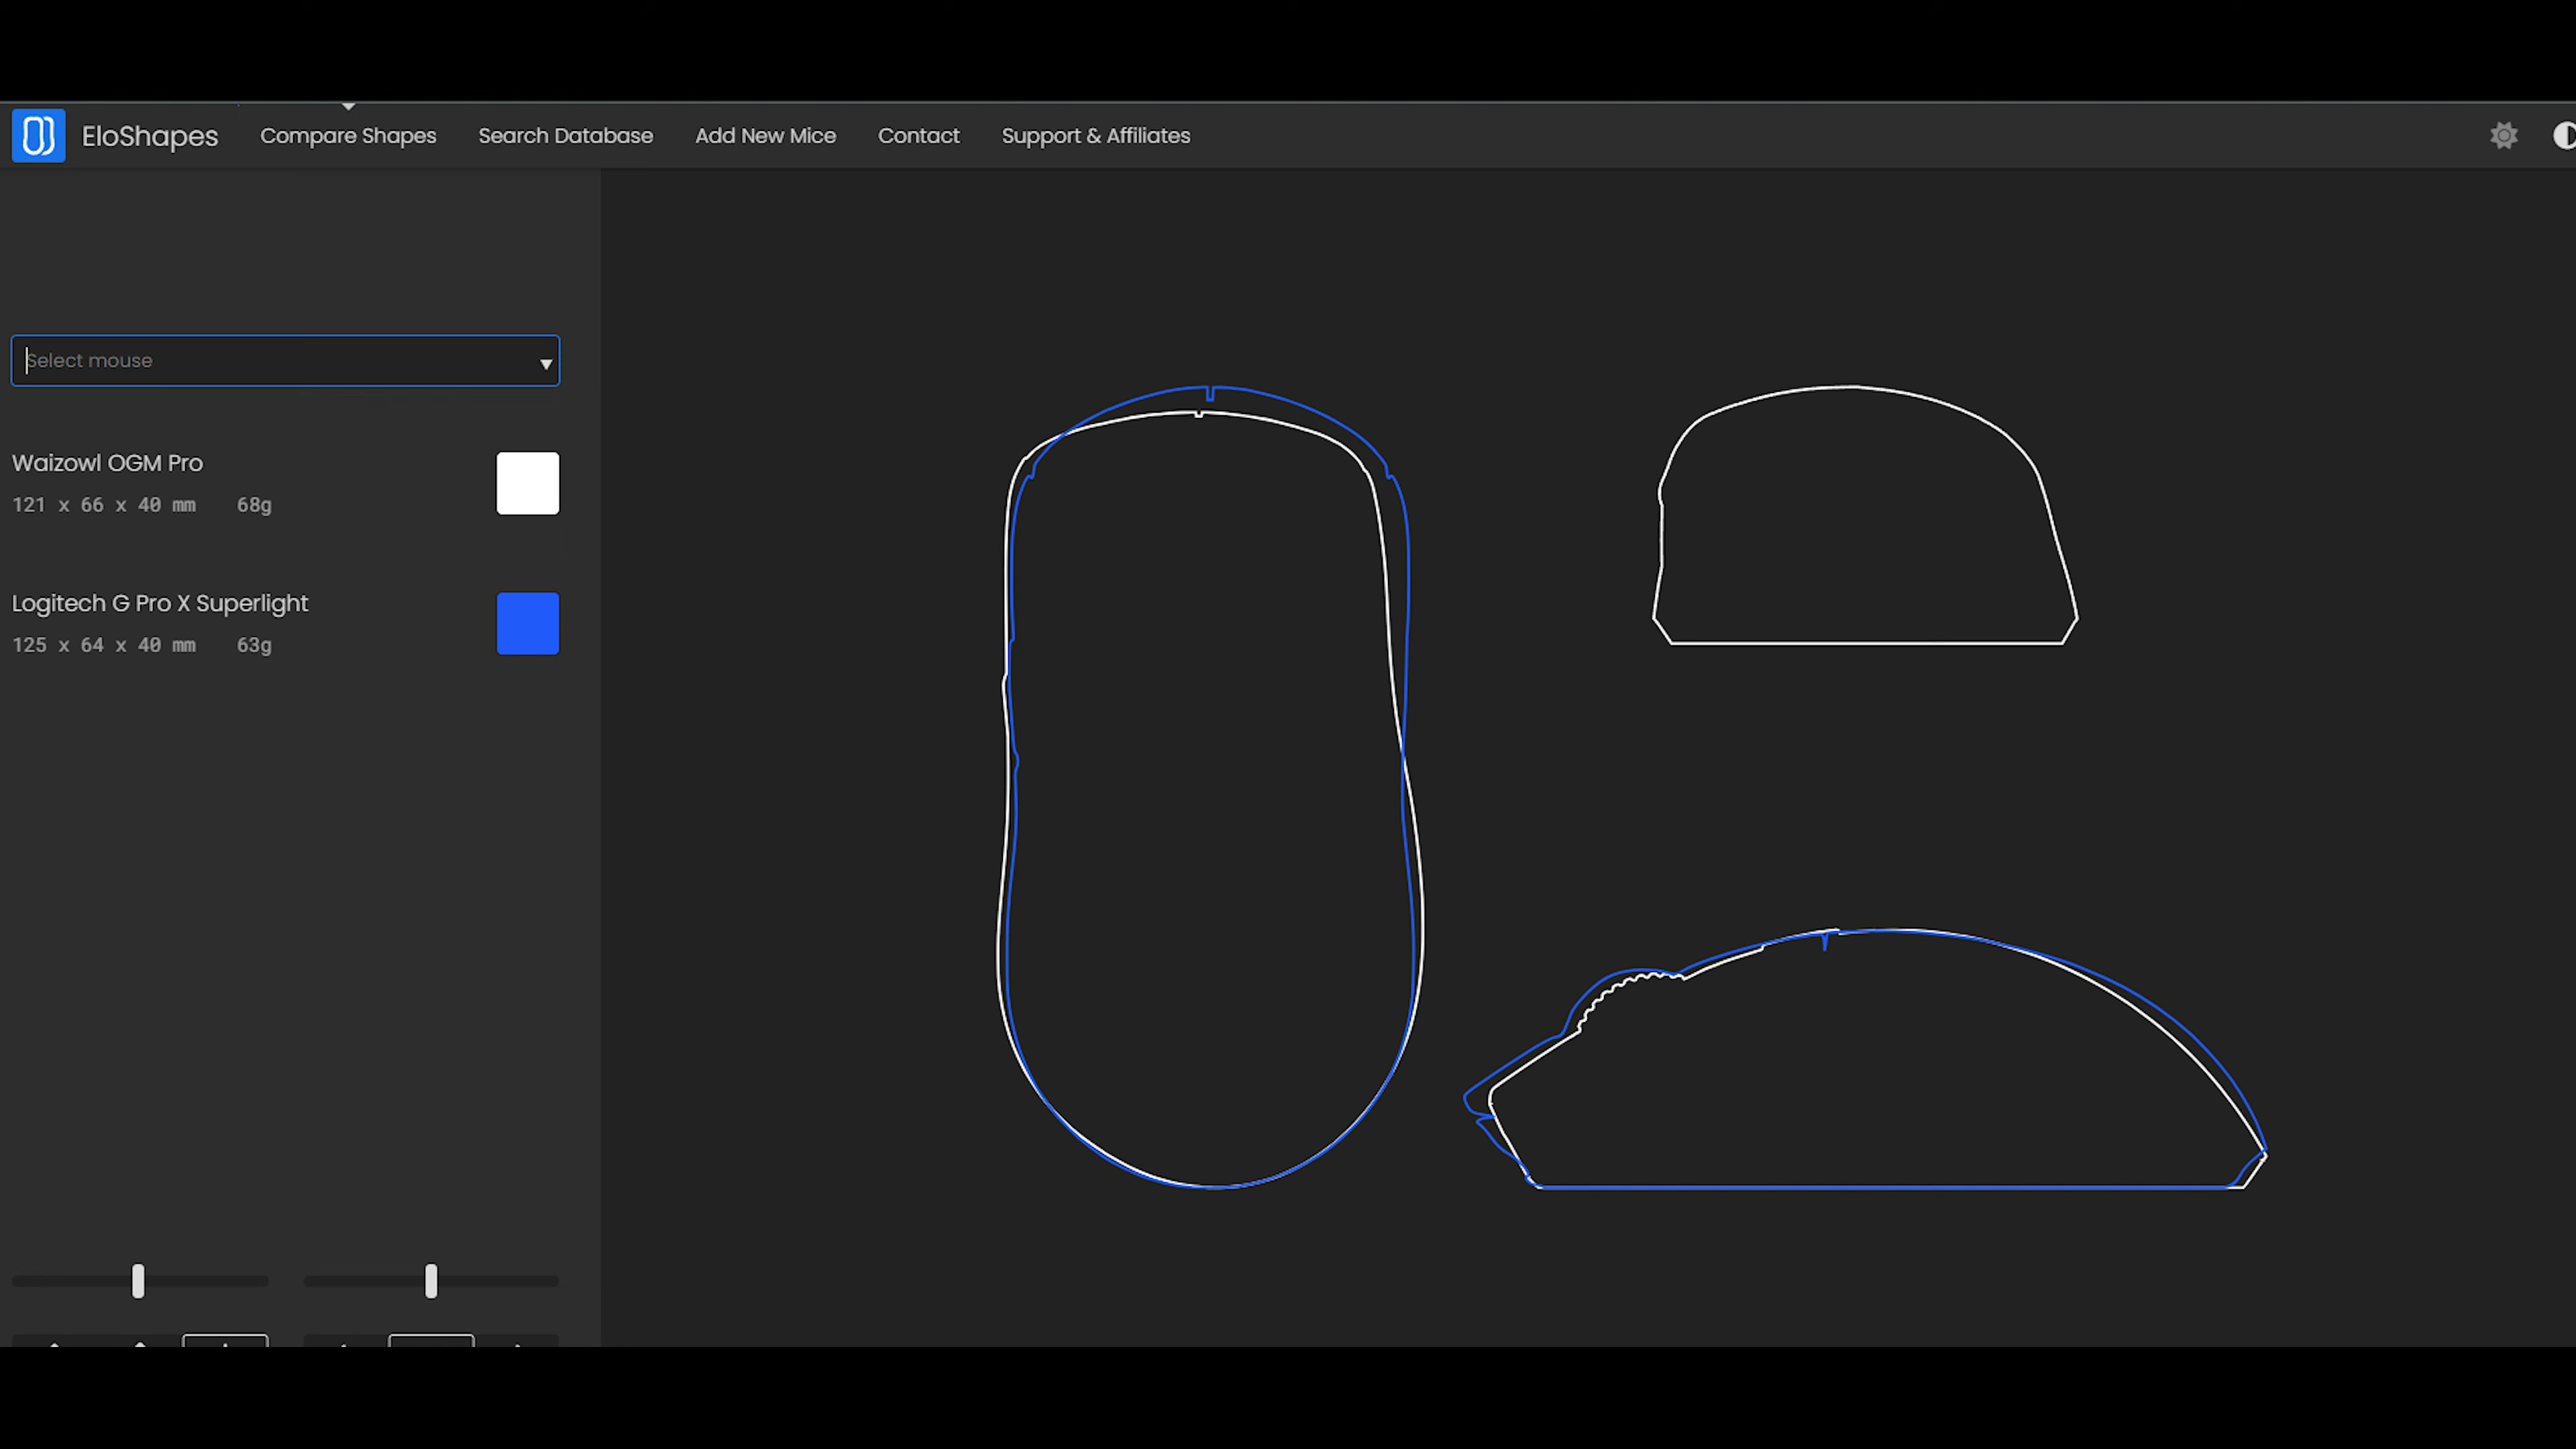 EloShapes Compare Shapes Search Database Add New Mice Contact Support & Affiliates
Select mouse
Waizowl OGM Pro
121 x 66 x 40 mm 68g
Logitech G Pro X Superlight
125 x 64 x 40 mm 63g